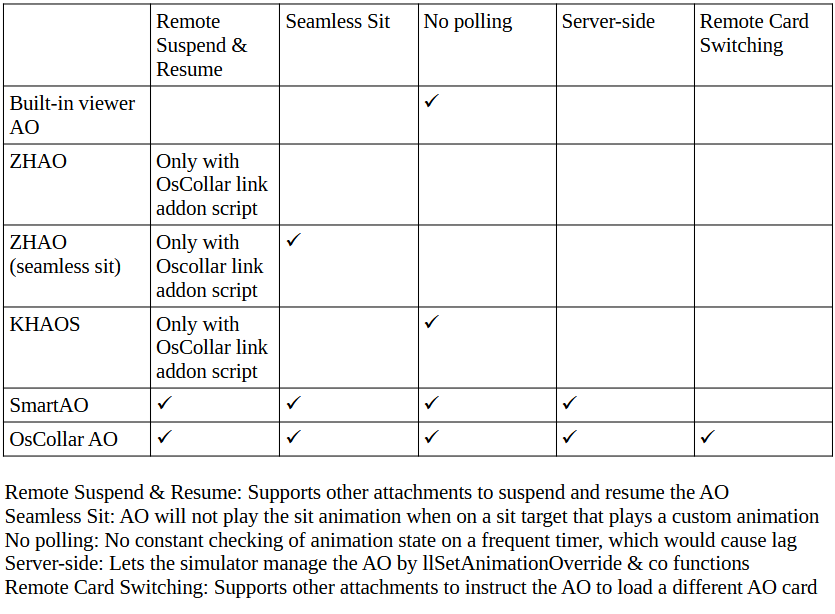 Remote Suspend & Resume | Seamless Sit | No polling | Server-side | Remote Card Switching
Built-in viewer AO | | | ✓ | |
ZHAO | Only with OsCollar link addon script | | | |
ZHAO (seamless sit) | Only with Oscollar link addon script | ✓ | | |
KHAOS | Only with OsCollar link addon script | | ✓ | |
SmartAO | ✓ | ✓ | ✓ | ✓ |
OsCollar AO | ✓ | ✓ | ✓ | ✓ | ✓
Remote Suspend & Resume: Supports other attachments to suspend and resume the AO
Seamless Sit: AO will not play the sit animation when on a sit target that plays a custom animation
No polling: No constant checking of animation state on a frequent timer, which would cause lag
Server-side: Lets the simulator manage the AO by llSetAnimationOverride & co functions
Remote Card Switching: Supports other attachments to instruct the AO to load a different AO card